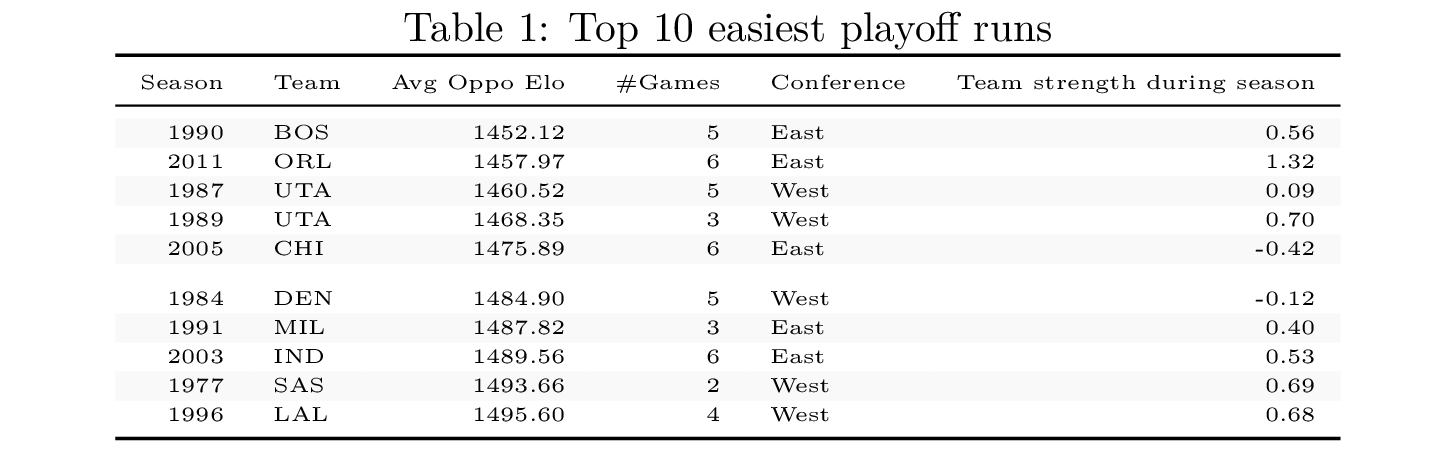 Table 1: Top 10 easiest playoff runs
Season Team Avg Oppo Elo #Games Conference Team strength during season
1990 BOS 1452.12 5 East 0.56
2011 ORL 1457.97 6 East 1.32
1987 UTA 1460.52 5 West 0.09
1989 UTA 1468.35 3 West 0.70
2005 CHI 1475.89 6 East -0.42
1984 DEN 1484.90 5 West -0.12
1991 MIL 1487.82 3 East 0.40
2003 IND 1489.56 6 East 0.53
1977 SAS 1493.66 2 West 0.69
1996 LAL 1495.60 4 West 0.68